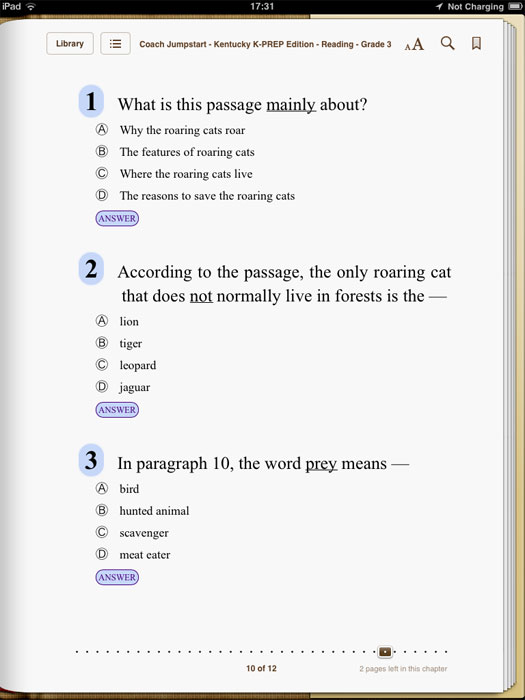 iPad 17:31 Not Charging
Library Coach Jumpstart - Kentucky K-PREP Edition - Reading - Grade 3 AA
1 What is this passage mainly about?
A Why the roaring cats roar
B The features of roaring cats
C Where the roaring cats live
D The reasons to save the roaring cats
ANSWER
2 According to the passage, the only roaring cat
that does not normally live in forests is the —
A lion
B tiger
C leopard
D jaguar
ANSWER
3 In paragraph 10, the word prey means —
A bird
B hunted animal
C scavenger
D meat eater
ANSWER
10 of 12 2 pages left in this chapter